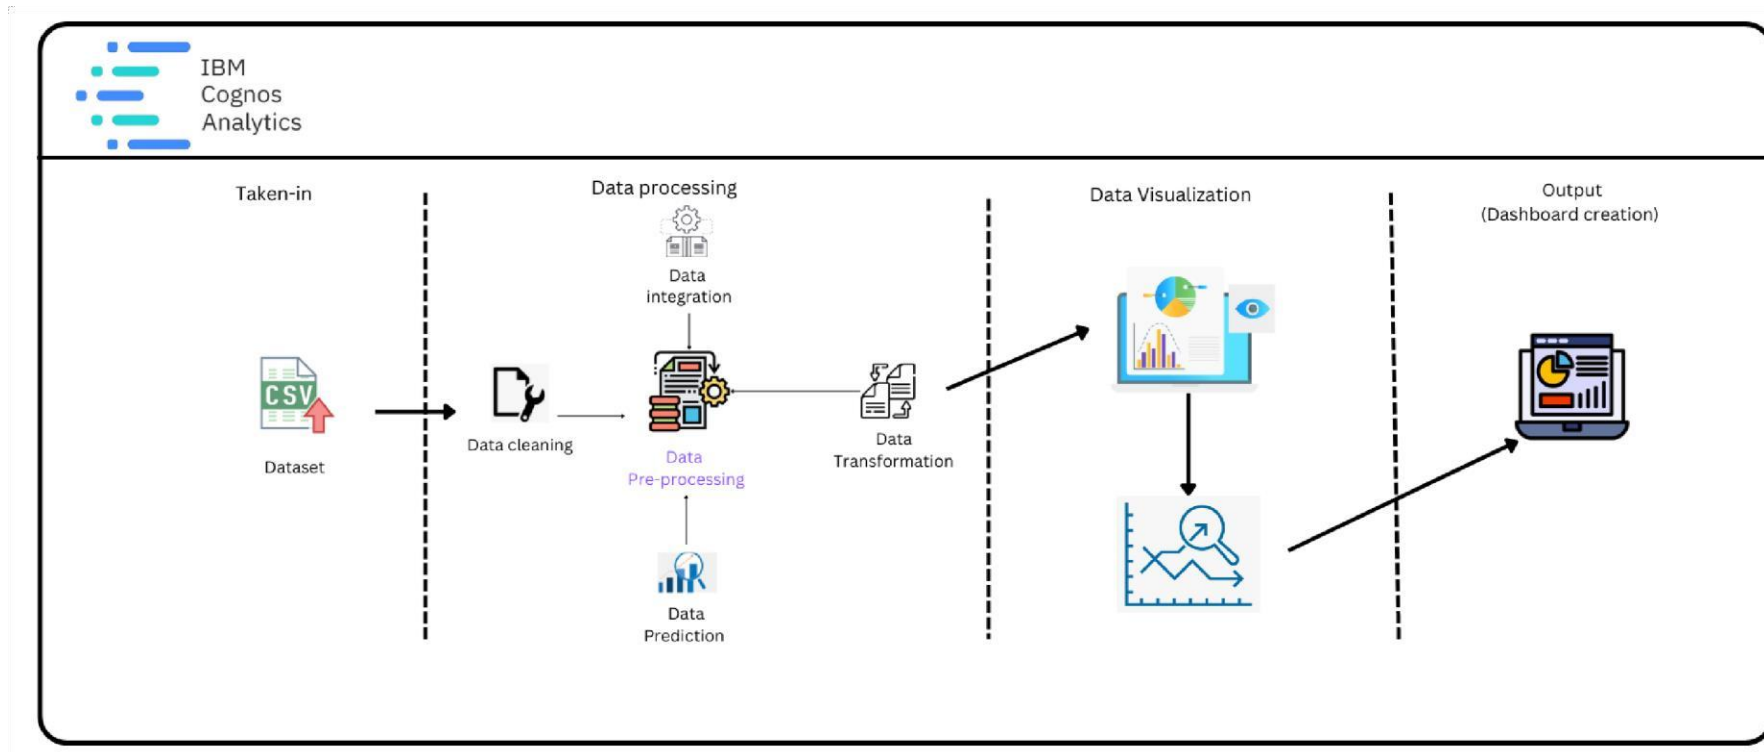 IBM
Cognos
Analytics
Taken-in
Data processing
Data Visualization
Output
(Dashboard creation)
Data
integration
CSV
Dataset
Data cleaning
Data
Pre-processing
Data
Transformation
Data
Prediction